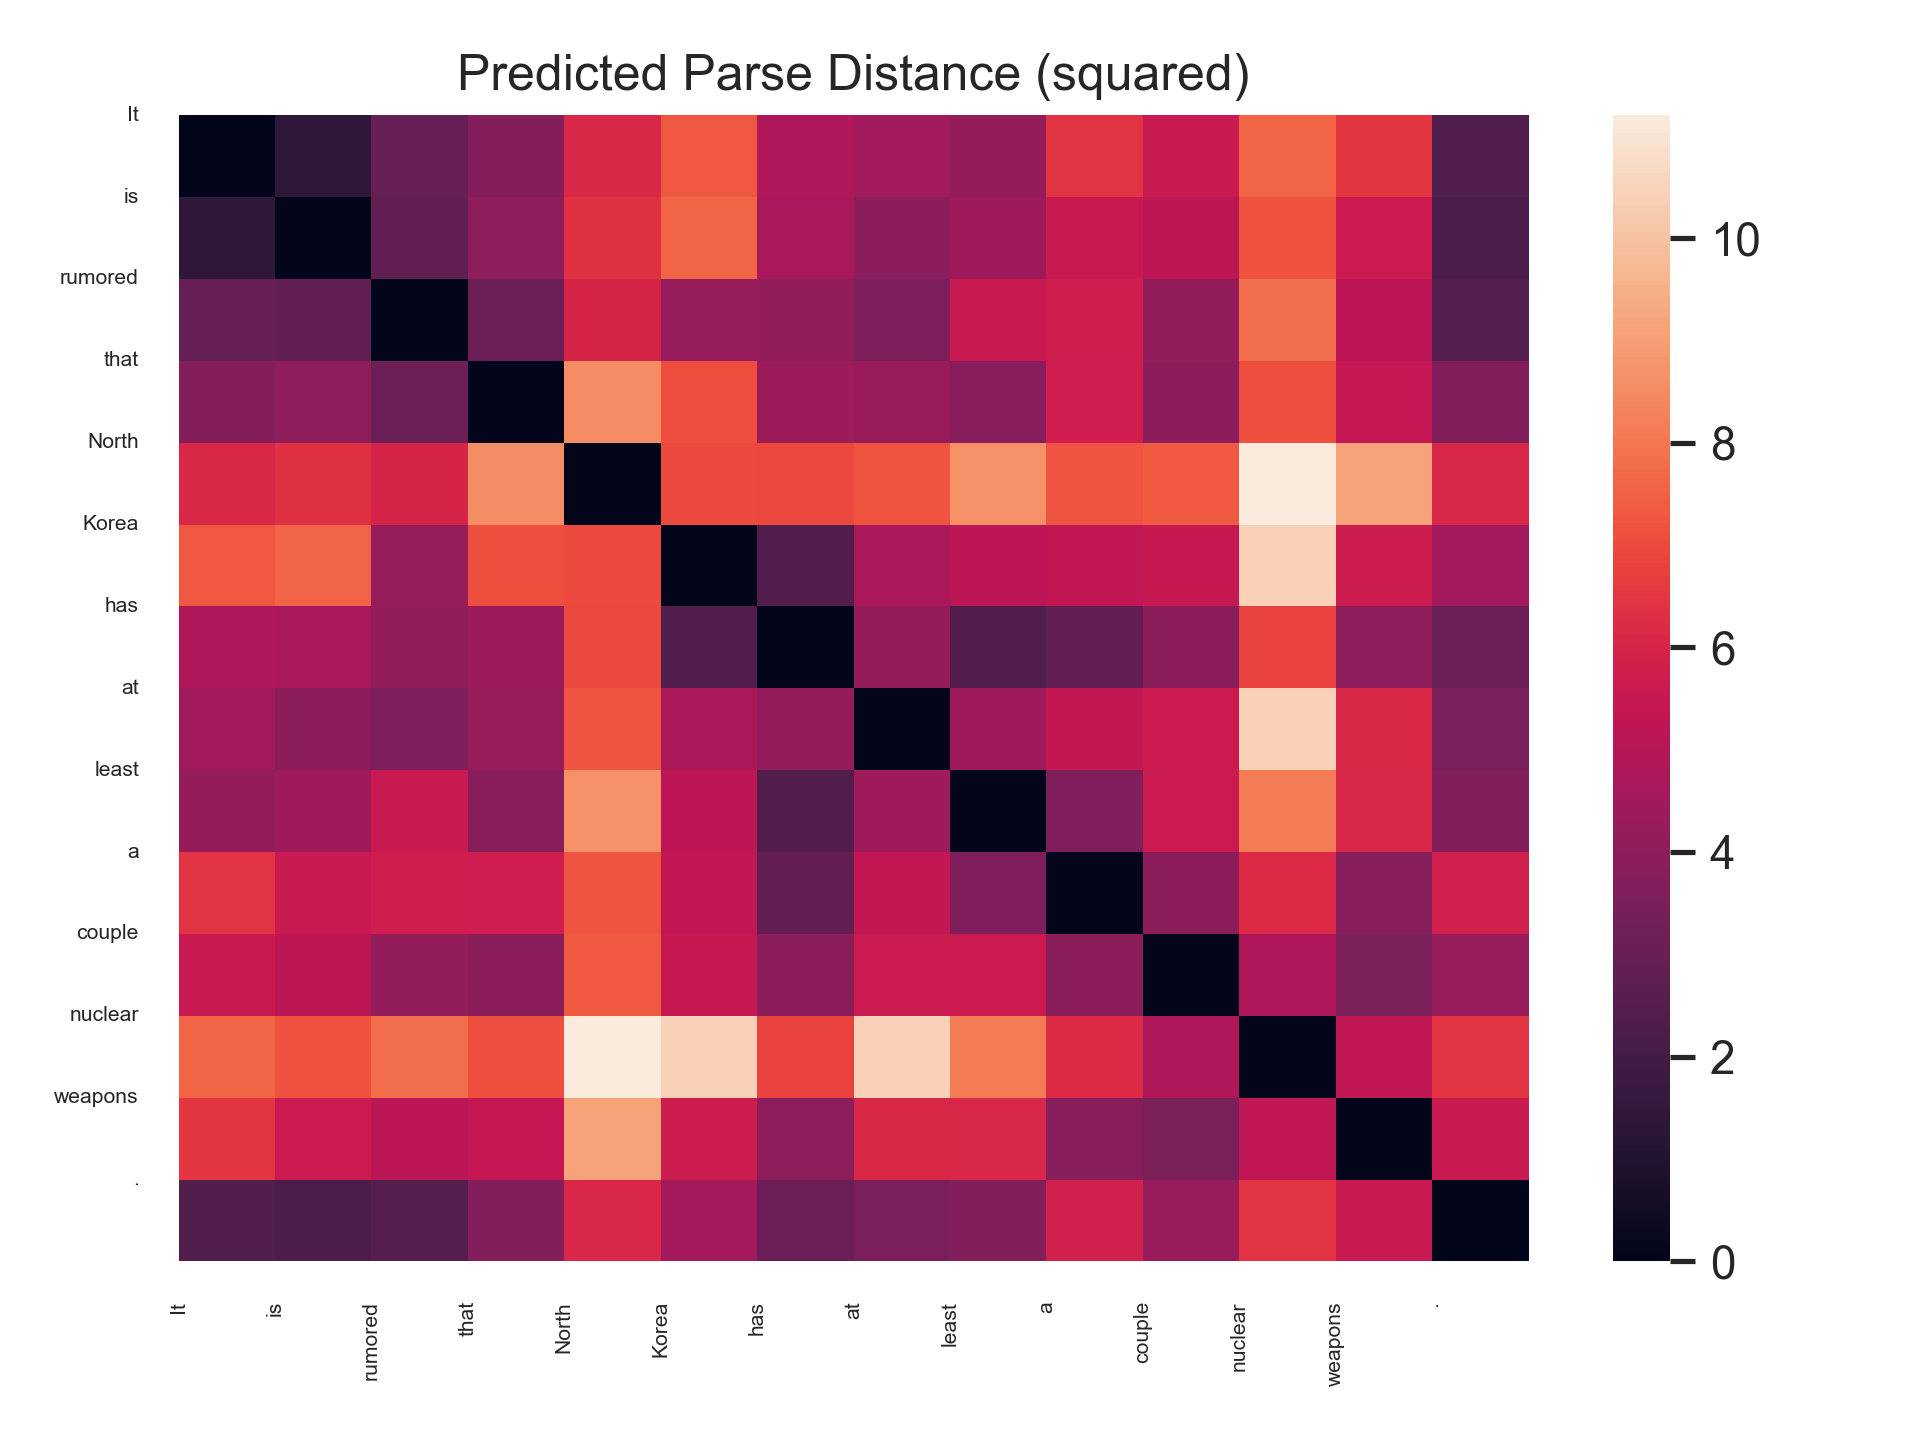 Predicted Parse Distance (squared)
It
is
rumored
that
North
Korea
has
at
least
a
couple
nuclear
weapons
.
10
8
6
4
2
0
It
is
rumored
that
North
Korea
has
at
least
a
couple
nuclear
weapons
.